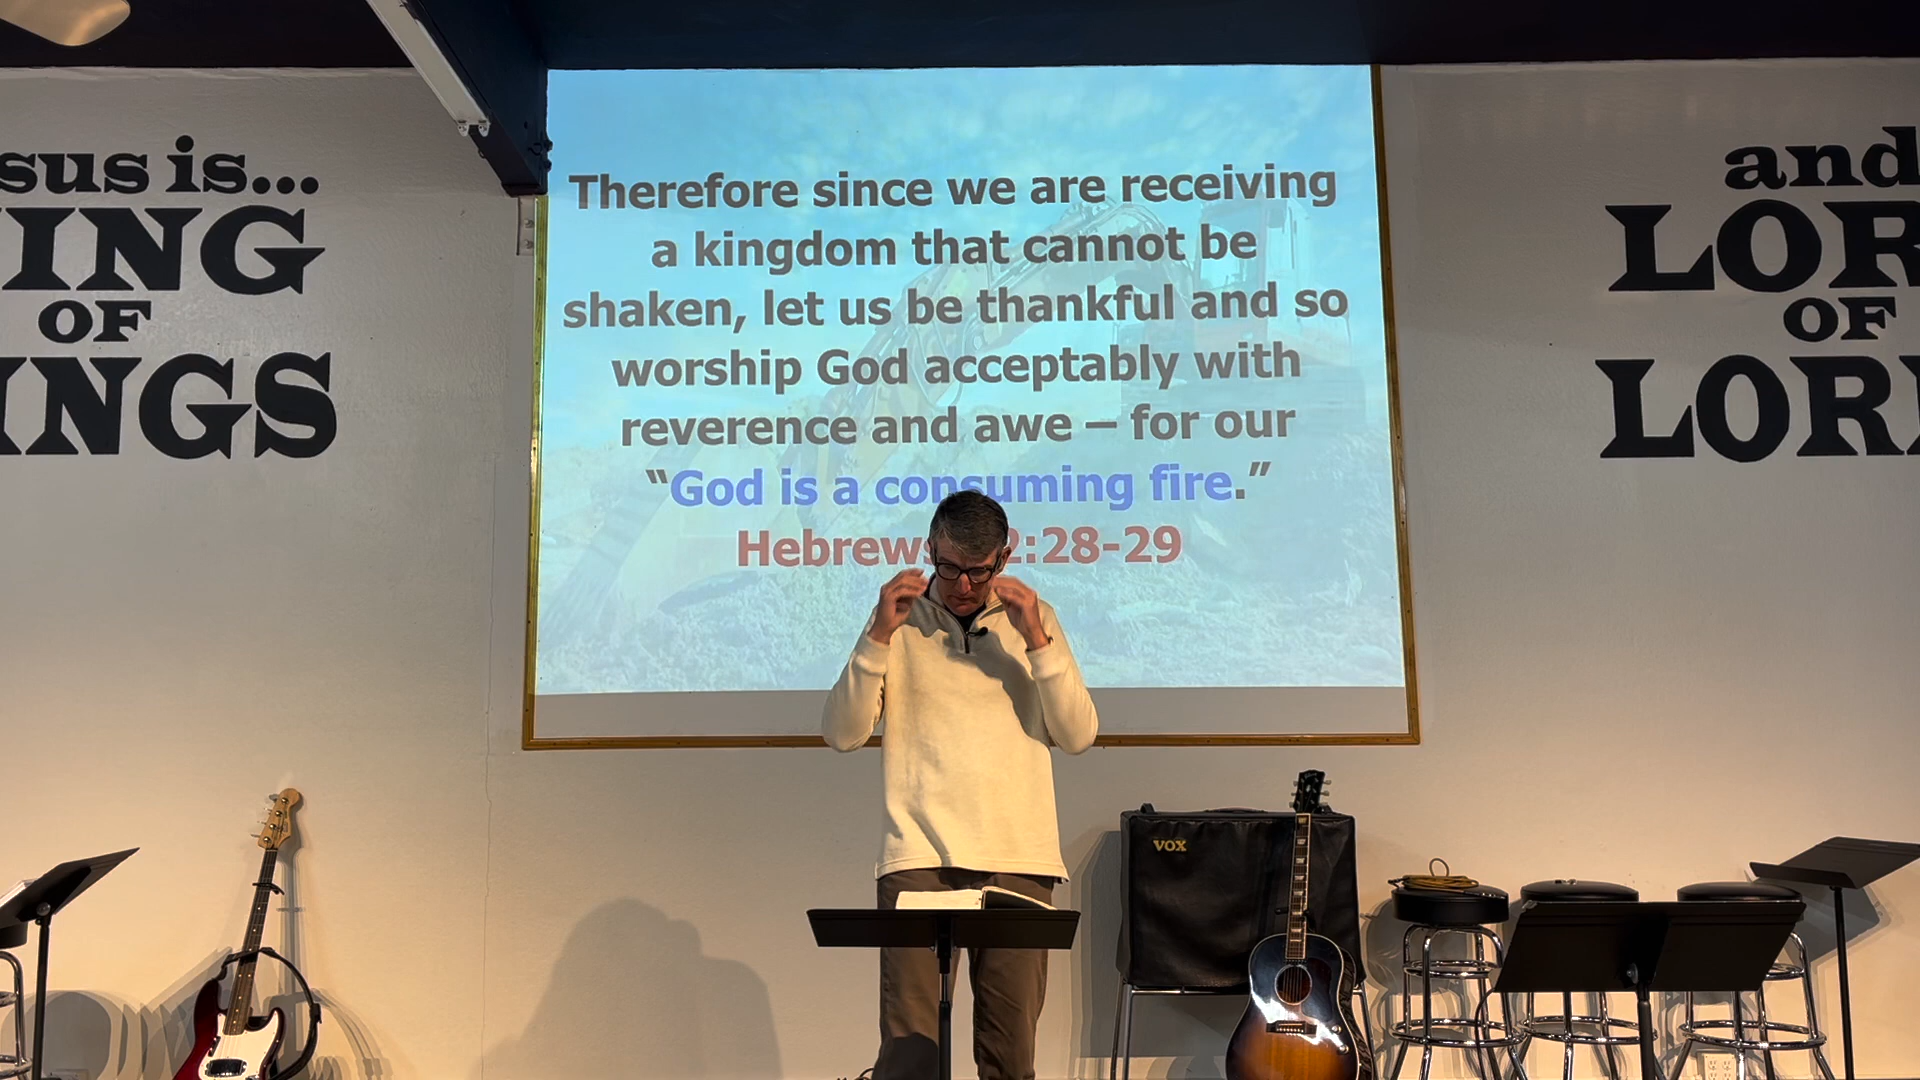 sus is...
ING
OF
INGS
Therefore since we are receiving
a kingdom that cannot be
shaken, let us be thankful and so
worship God acceptably with
reverence and awe – for our
“God is a consuming fire.”
Hebrews 2:28-29
and
LOR
OF
LOR
VOX